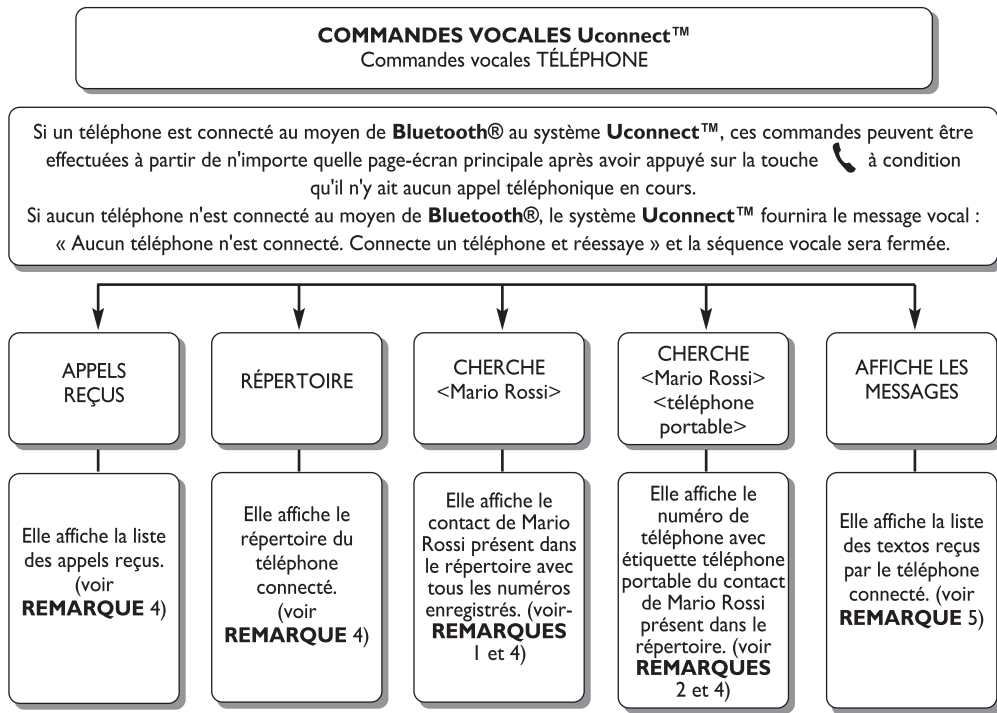 COMMANDES VOCALES Uconnect™
Commandes vocales TÉLÉPHONE
Si un téléphone est connecté au moyen de Bluetooth® au système Uconnect™, ces commandes peuvent être
effectuées à partir de n'importe quelle page-écran principale après avoir appuyé sur la touche à condition
qu'il n'y ait aucun appel téléphonique en cours.
Si aucun téléphone n'est connecté au moyen de Bluetooth®, le système Uconnect™ fournira le message vocal :
« Aucun téléphone n'est connecté. Connecte un téléphone et réessaye » et la séquence vocale sera fermée.
APPELS
REÇUS
RÉPERTOIRE
CHERCHE
<Mario Rossi>
CHERCHE
<Mario Rossi>
<téléphone
portable>
AFFICHE LES
MESSAGES
Elle affiche la liste
des appels reçus.
(voir
REMARQUE 4)
Elle affiche le
répertoire du
téléphone
connecté.
(voir
REMARQUE 4)
Elle affiche le
contact de Mario
Rossi présent dans
le répertoire avec
tous les numéros
enregistrés. (voir-
REMARQUES
1 et 4)
Elle affiche le
numéro de
téléphone avec
étiquette téléphone
portable du contact
de Mario Rossi
présent dans le
répertoire. (voir
REMARQUES
2 et 4)
Elle affiche la liste
des textos reçus
par le téléphone
connecté. (voir
REMARQUE 5)